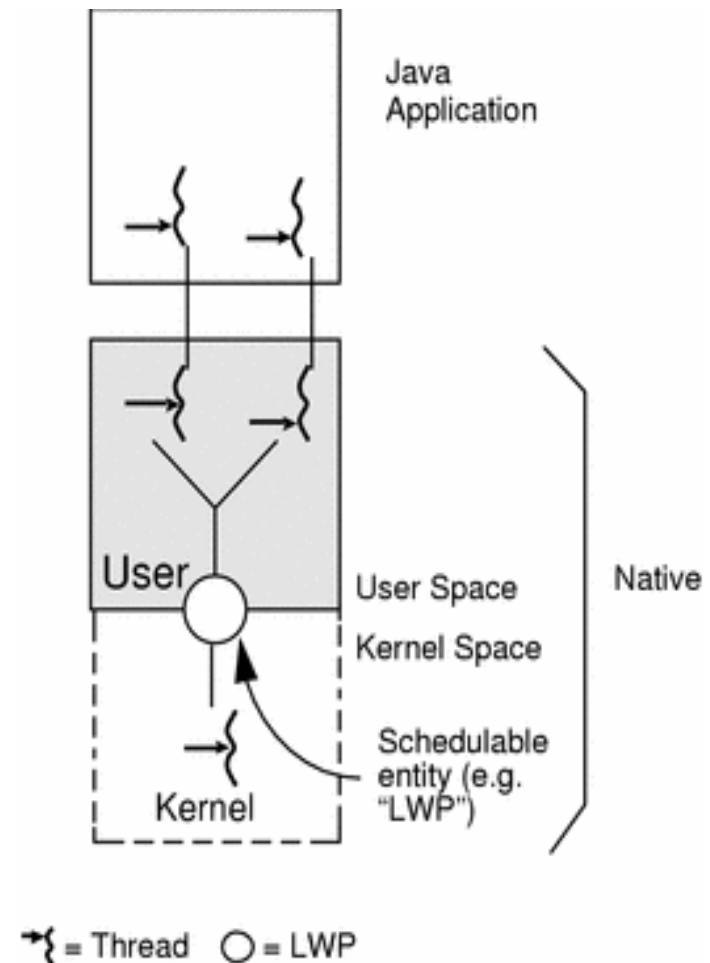 Java
Application
User
User Space
Kernel Space
Native
Schedulable
entity (e.g.
“LWP”)
Kernel
= Thread
= LWP